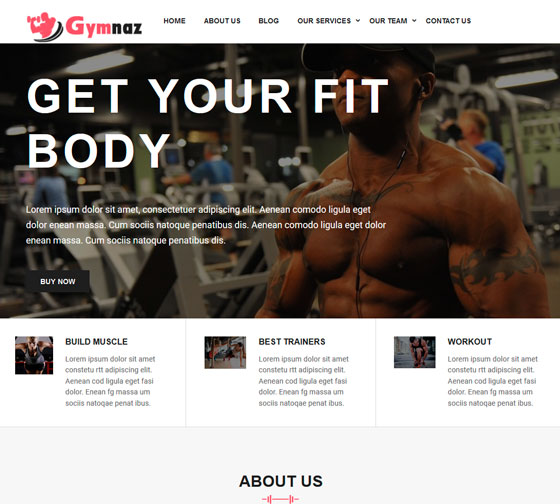 Gymnaz
HOME ABOUT US BLOG OUR SERVICES OUR TEAM CONTACT US
GET YOUR FIT
BODY
Lorem ipsum dolor sit amet, consectetuer adipiscing elit. Aenean comodo ligula eget
dolor enean massa. Cum sociis natoque penatibus dis. Aenean comodo ligula eget dolor
enean massa. Cum sociis natoque penatibus dis.
BUY NOW
BUILD MUSCLE
Lorem ipsum dolor sit amet
constetu rtt adipiscing elit.
Aenean cod ligula eget fasi
dolor. Enean fg massa um
sociis natoqae penat ibus.
BEST TRAINERS
Lorem ipsum dolor sit amet
constetu rtt adipiscing elit.
Aenean cod ligula eget fasi
dolor. Enean fg massa um
sociis natoqae penat ibus.
WORKOUT
Lorem ipsum dolor sit amet
constetu rtt adipiscing elit.
Aenean cod ligula eget fasi
dolor. Enean fg massa um
sociis natoqae penat ibus.
ABOUT US